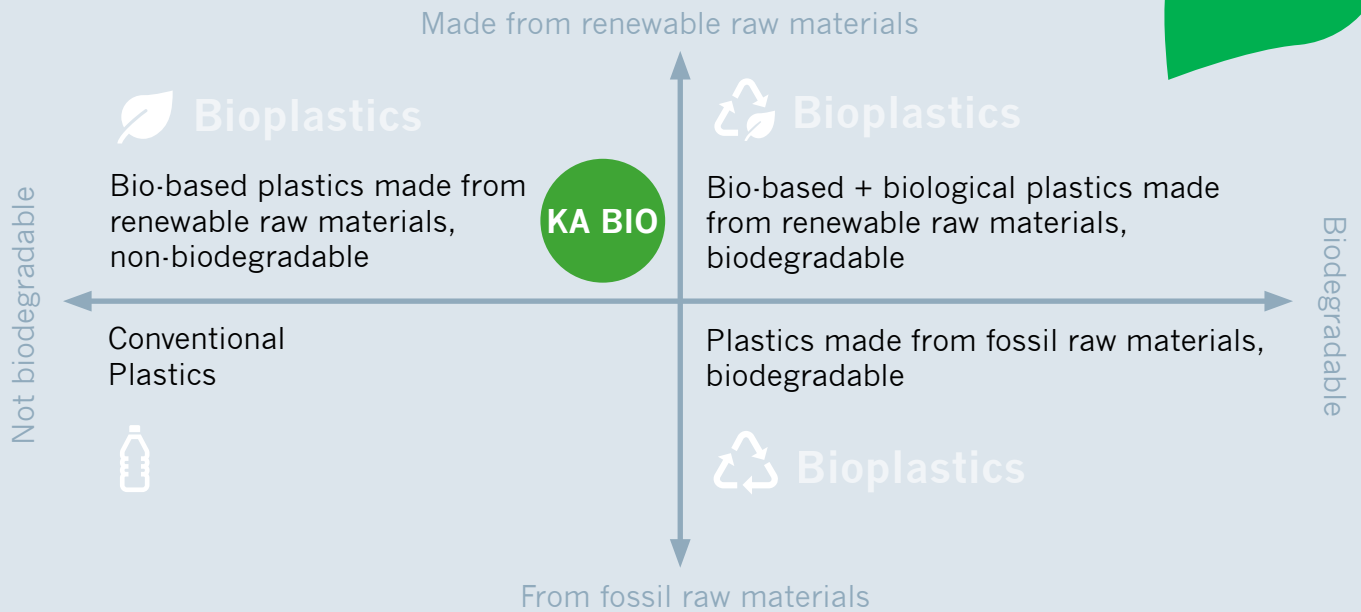 Made from renewable raw materials
Bioplastics
Bio-based plastics made from
renewable raw materials,
non-biodegradable
KA BIO
Bioplastics
Bio-based + biological plastics made
from renewable raw materials,
biodegradable
Not biodegradable
Biodegradable
Conventional
Plastics
Plastics made from fossil raw materials,
biodegradable
Bioplastics
From fossil raw materials